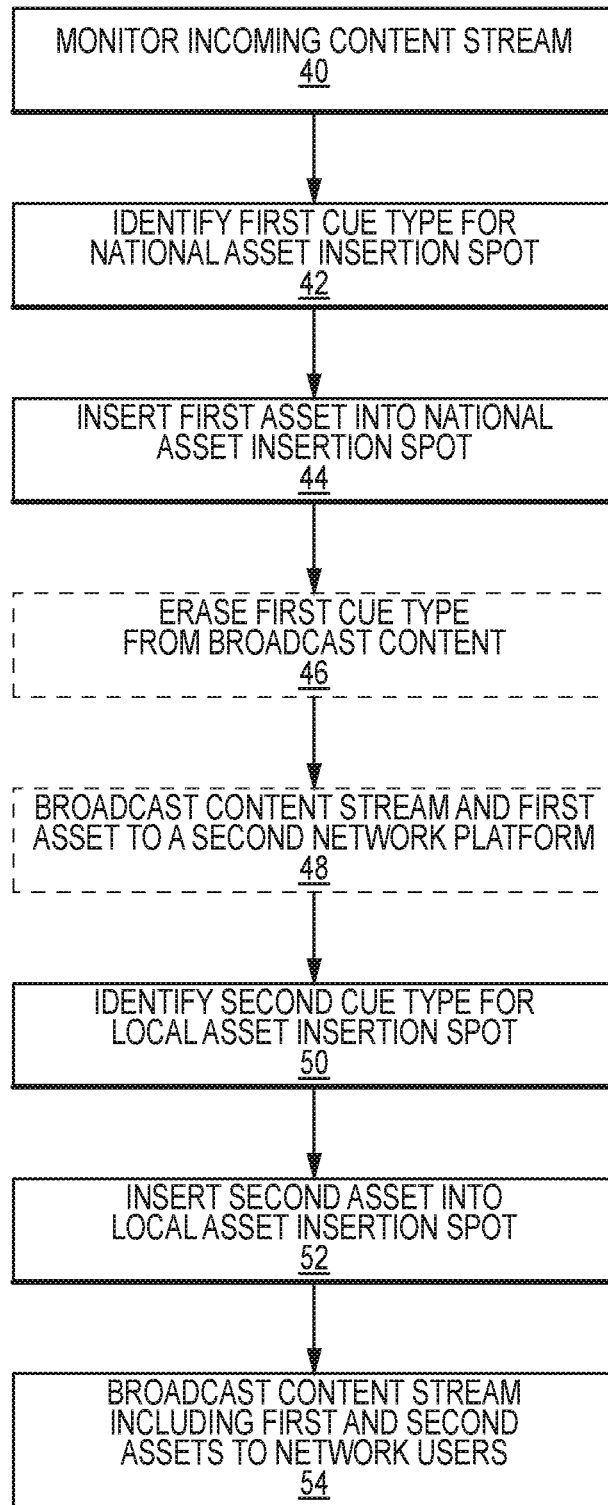 MONITOR INCOMING CONTENT STREAM
40
IDENTIFY FIRST CUE TYPE FOR
NATIONAL ASSET INSERTION SPOT
42
INSERT FIRST ASSET INTO NATIONAL
ASSET INSERTION SPOT
44
ERASE FIRST CUE TYPE
FROM BROADCAST CONTENT
46
BROADCAST CONTENT STREAM AND FIRST
ASSET TO A SECOND NETWORK PLATFORM
48
IDENTIFY SECOND CUE TYPE FOR
LOCAL ASSET INSERTION SPOT
50
INSERT SECOND ASSET INTO
LOCAL ASSET INSERTION SPOT
52
BROADCAST CONTENT STREAM
INCLUDING FIRST AND SECOND
ASSETS TO NETWORK USERS
54